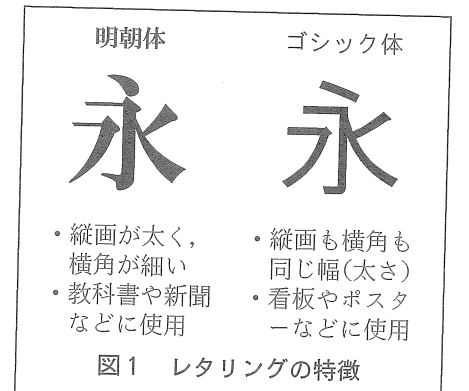 明朝体
永
・縦画が太く，
横角が細い
・教科書や新聞
などに使用
ゴシック体
永
・縦画も横角も
同じ幅（太さ）
・看板やポスタ
ーなどに使用
図1　レタリングの特徴